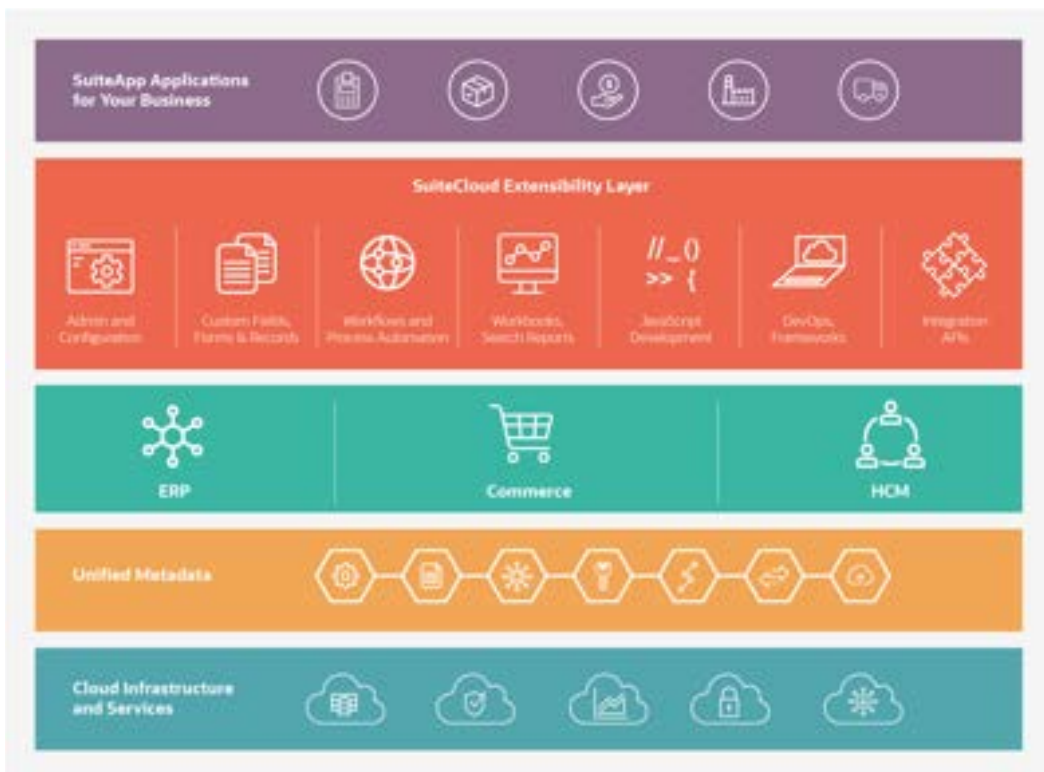 SuiteApp Applications
for Your Business
SuiteCloud Extensibility Layer
Admin and
Configuration
Custom Fields,
Forms & Records
Workflows and
Process Automation
Workbooks,
Search Reports
//_()
>> {
JavaScript
Development
DevOps,
Frameworks
Integration
APIs
ERP
Commerce
HCM
Unified Metadata
Cloud Infrastructure
and Services